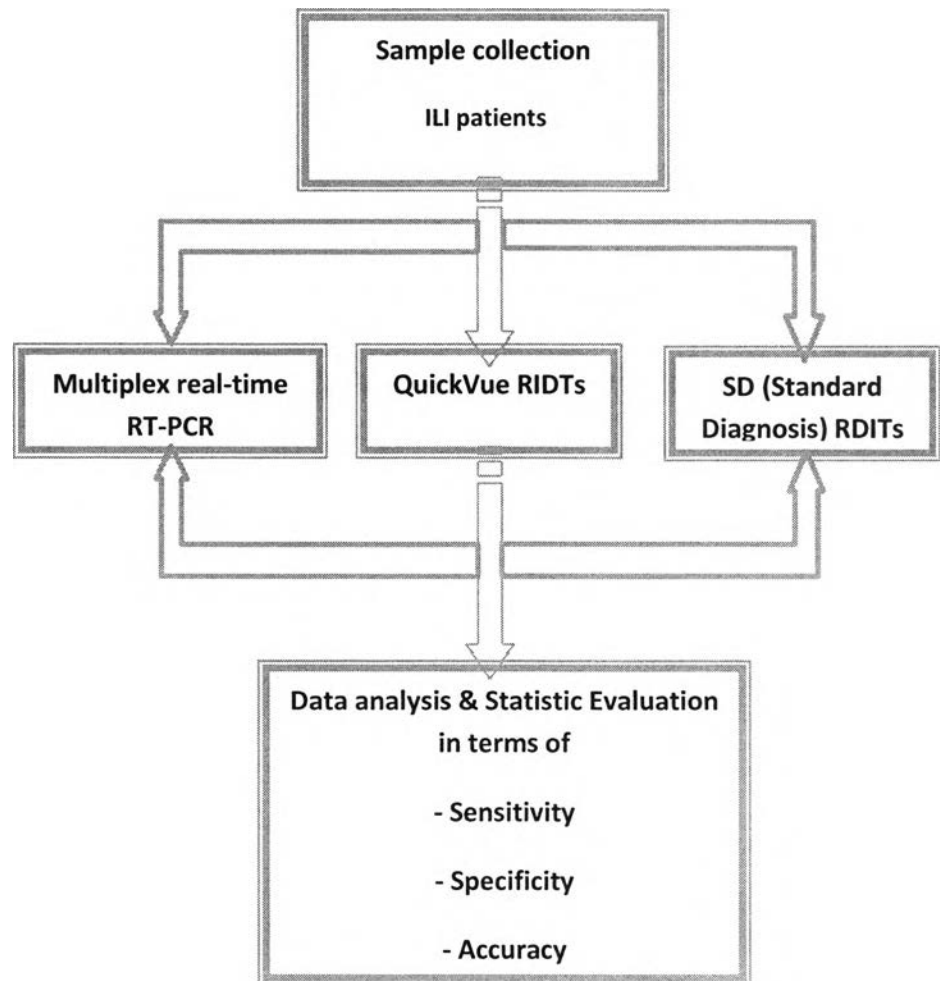 Sample collection
ILI patients
Multiplex real-time
RT-PCR
QuickVue RIDTs
SD (Standard
Diagnosis) RDITs
Data analysis & Statistic Evaluation
in terms of
- Sensitivity
- Specificity
- Accuracy